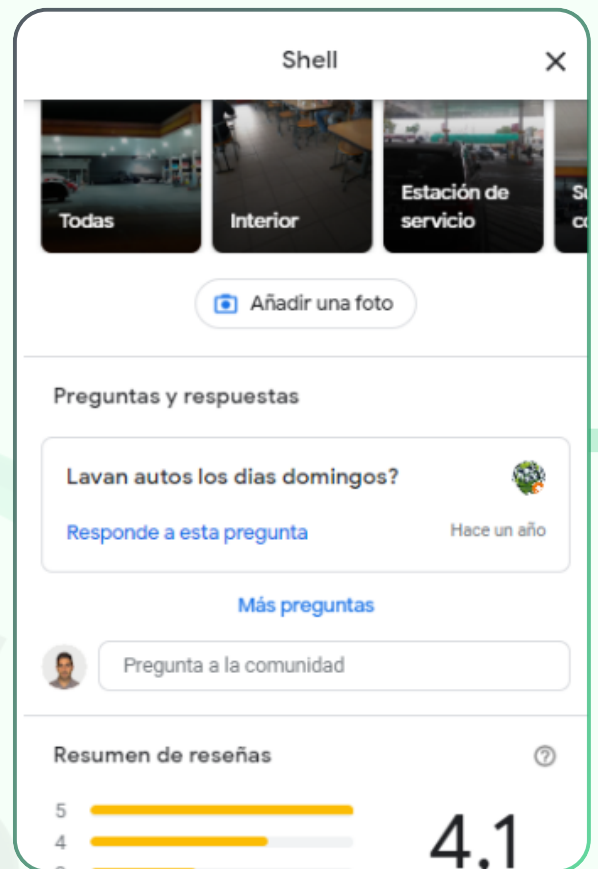 Shell
Todas
Interior
Estación de
servicio
Añadir una foto
Preguntas y respuestas
Lavan autos los dias domingos?
Responde a esta pregunta
Hace un año
Más preguntas
Pregunta a la comunidad
Resumen de reseñas
5
4
4.1